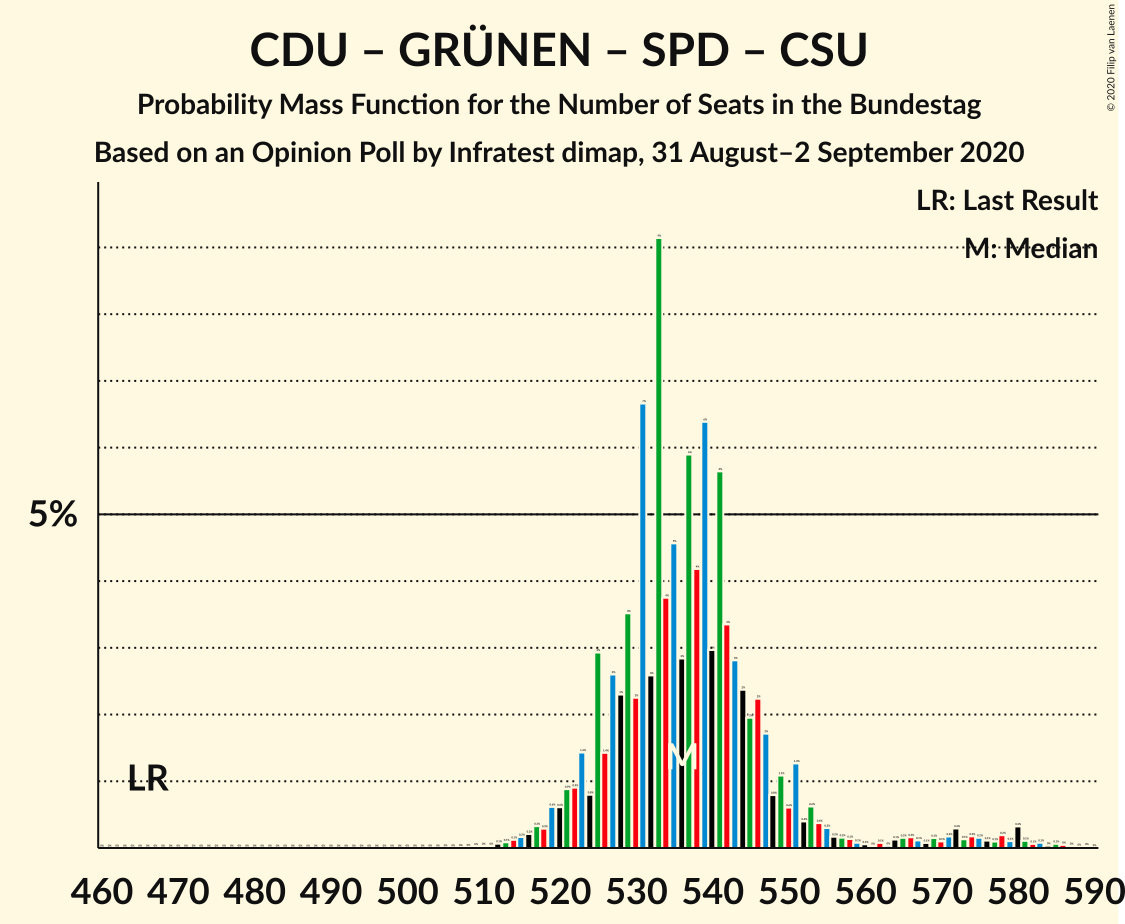 CDU – GRÜNEN – SPD – CSU
Probability Mass Function for the Number of Seats in the Bundestag
Based on an Opinion Poll by Infratest dimap, 31 August–2 September 2020
© 2020 Filip van Laenen
LR: Last Result
M: Median
5%
LR
M
460 470 480 490 500 510 520 530 540 550 560 570 580 590